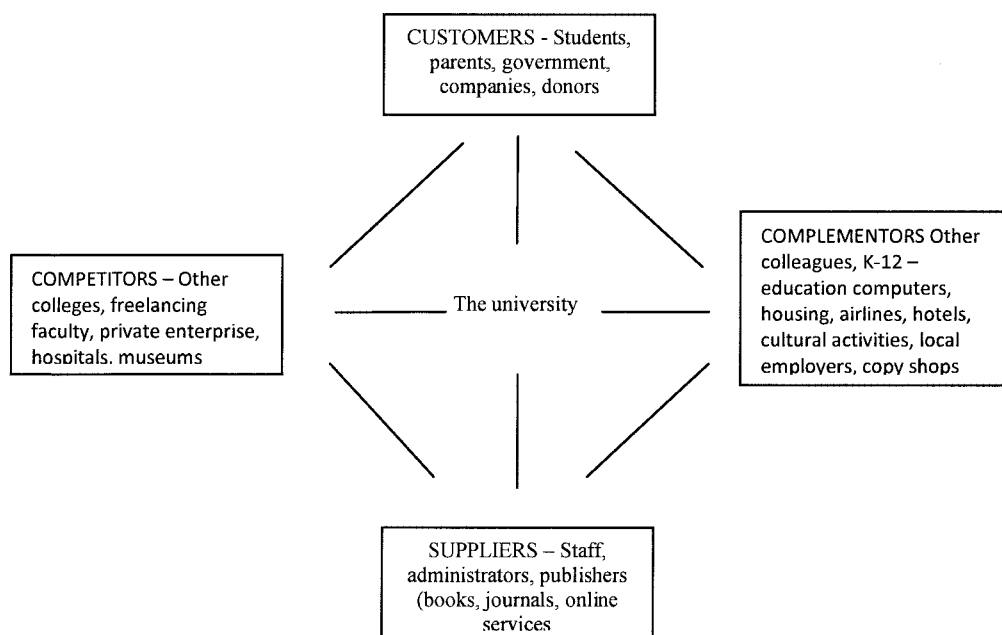 CUSTOMERS - Students,
parents, government,
companies, donors
COMPETITORS – Other
colleges, freelancing
faculty, private enterprise,
hospitals, museums
The university
COMPLEMENTORS Other
colleagues, K-12 –
education computers,
housing, airlines, hotels,
cultural activities, local
employers, copy shops
SUPPLIERS – Staff,
administrators, publishers
(books, journals, online
services